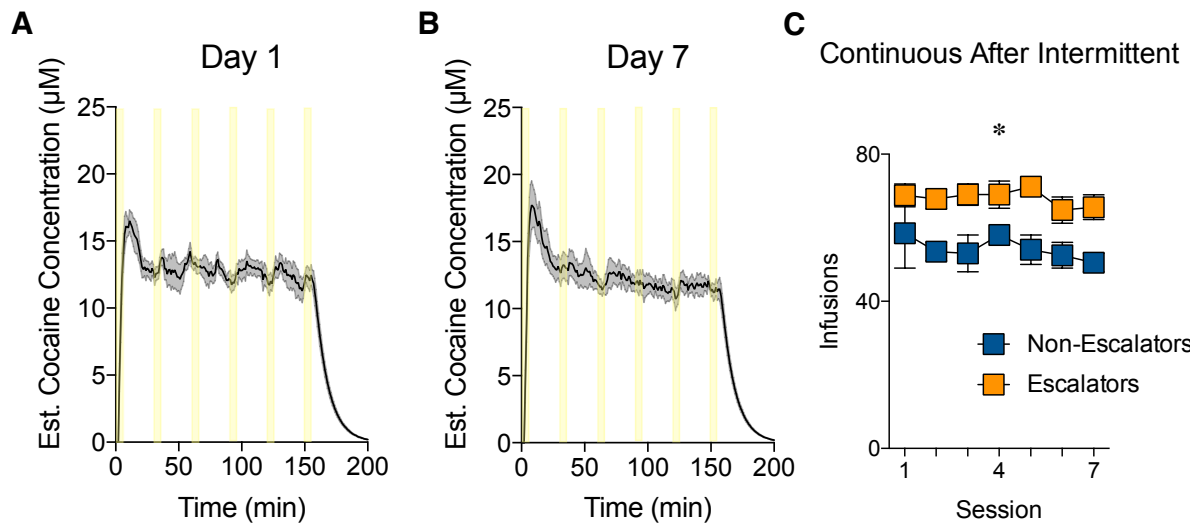 A
Day 1
Est. Cocaine Concentration (µM)
25
20
15
10
5
0
0
50
100
150
200
Time (min)
B
Day 7
Est. Cocaine Concentration (µM)
25
20
15
10
5
0
0
50
100
150
200
Time (min)
C
Continuous After Intermittent
*
Infusions
80
40
0
Non-Escalators
Escalators
1
4
7
Session